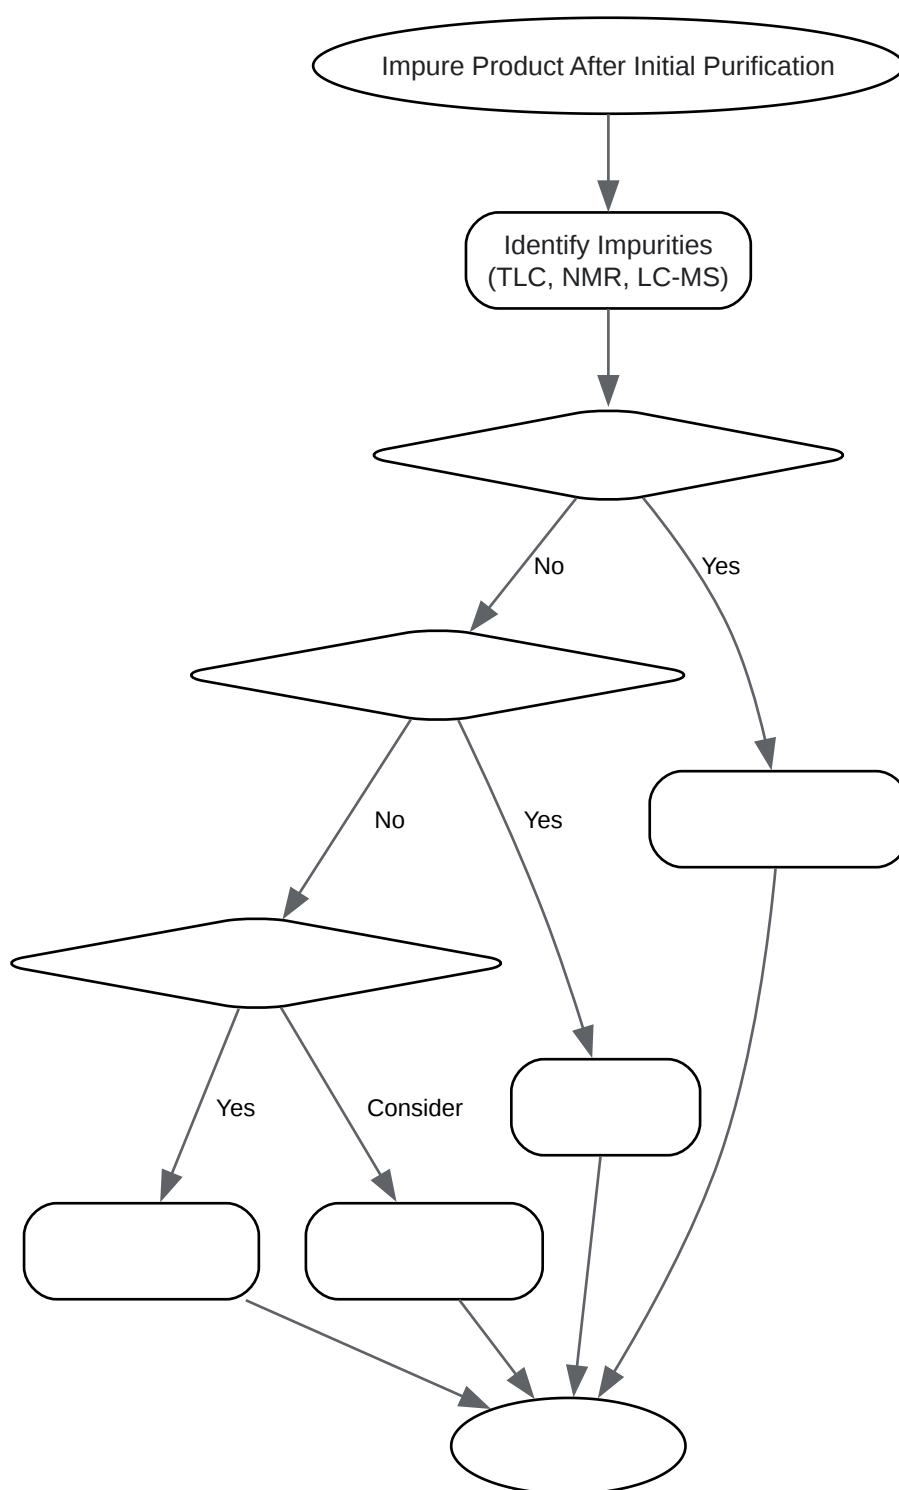 Impure Product After Initial Purification
Identify Impurities
(TLC, NMR, LC-MS)
No
Yes
No
Yes
Yes
Consider